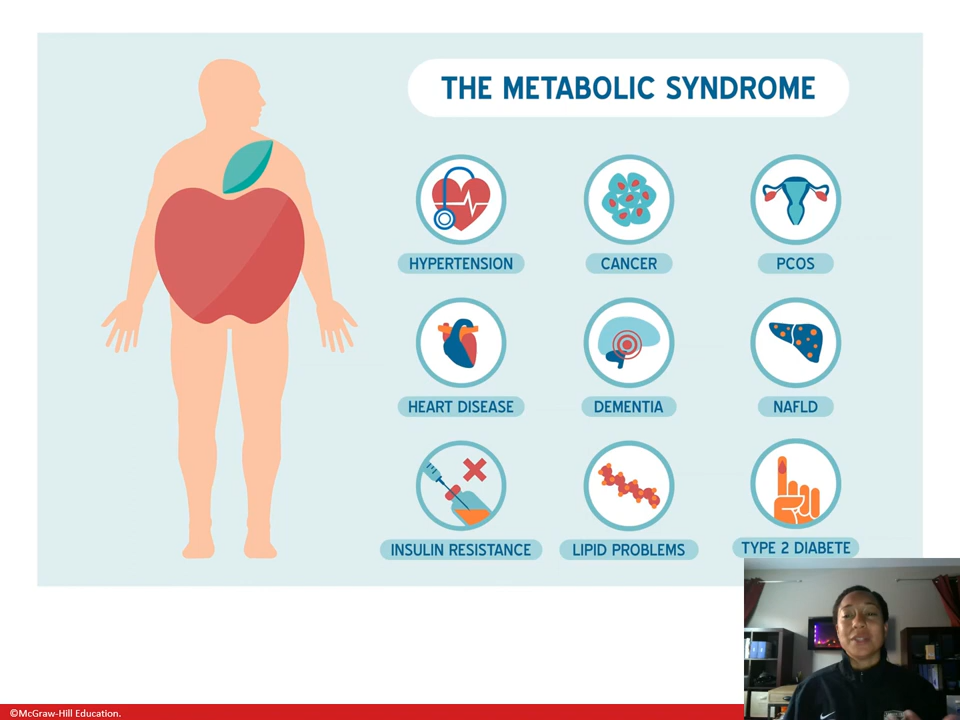 THE METABOLIC SYNDROME
HYPERTENSION
CANCER
PCOS
HEART DISEASE
DEMENTIA
NAFLD
INSULIN RESISTANCE
LIPID PROBLEMS
TYPE 2 DIABETE
©McGraw-Hill Education.